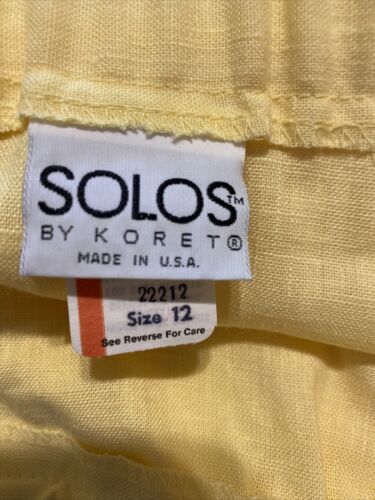 SOLOS™
BY KORET®
MADE IN U.S.A.
22212
Size 12
See Reverse For Care